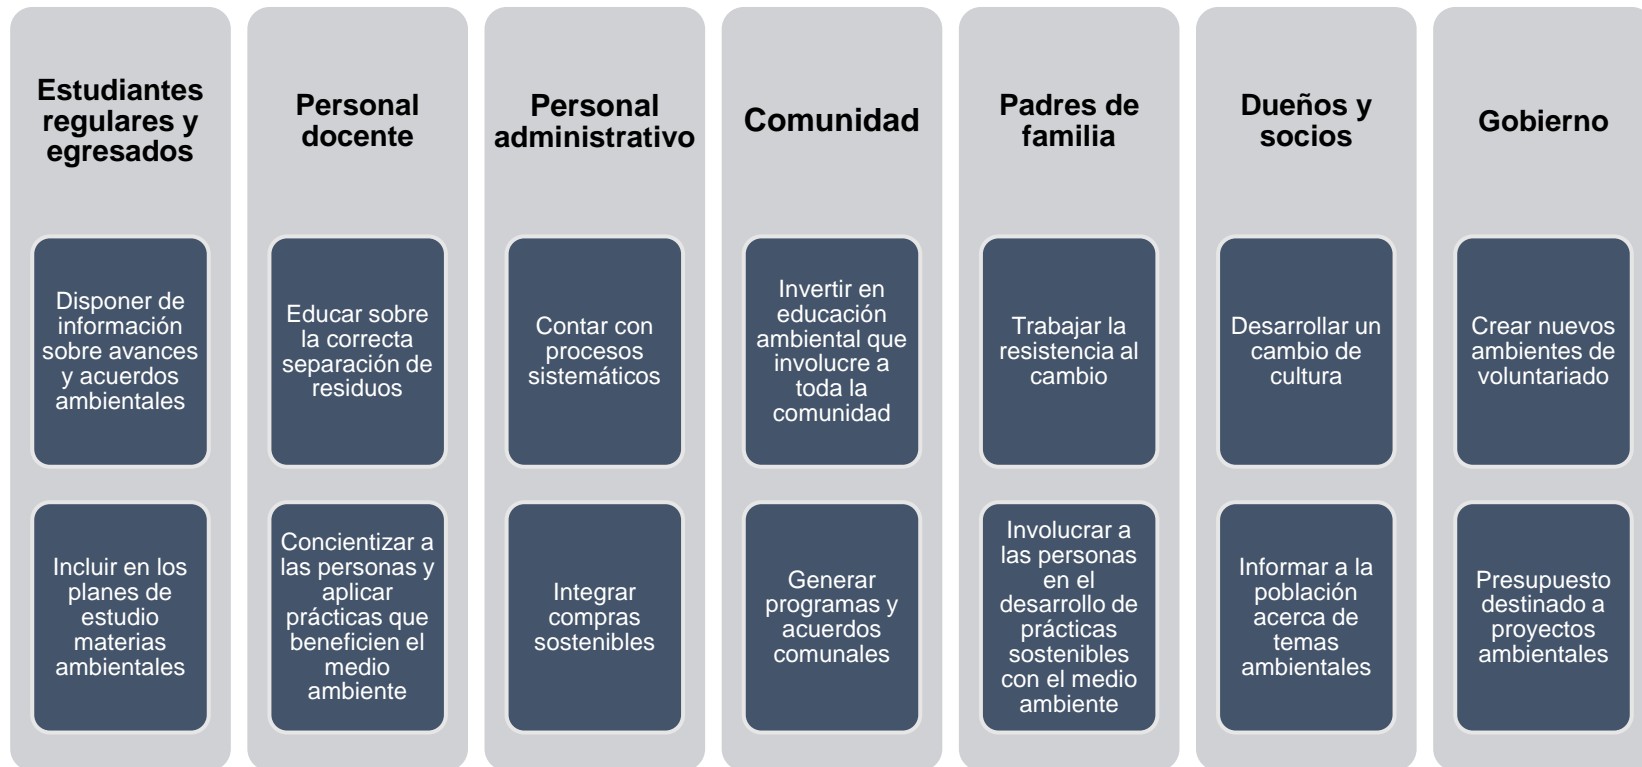 Estudiantes
regulares y
egresados
Disponer de
información
sobre avances
y acuerdos
ambientales
Incluir en los
planes de
estudio
materias
ambientales
Personal
docente
Educar sobre
la correcta
separación de
residuos
Concientizar a
las personas y
aplicar
prácticas que
beneficien el
medio
ambiente
Personal
administrativo
Contar con
procesos
sistemáticos
Integrar
compras
sostenibles
Comunidad
Invertir en
educación
ambiental que
involucre a
toda la
comunidad
Generar
programas y
acuerdos
comunales
Padres de
familia
Trabajar la
resistencia al
cambio
Involucrar a
las personas
en el
desarrollo de
prácticas
sostenibles
con el medio
ambiente
Dueños y
socios
Desarrollar un
cambio de
cultura
Informar a la
población
acerca de
temas
ambientales
Gobierno
Crear nuevos
ambientes de
voluntariado
Presupuesto
destinado a
proyectos
ambientales